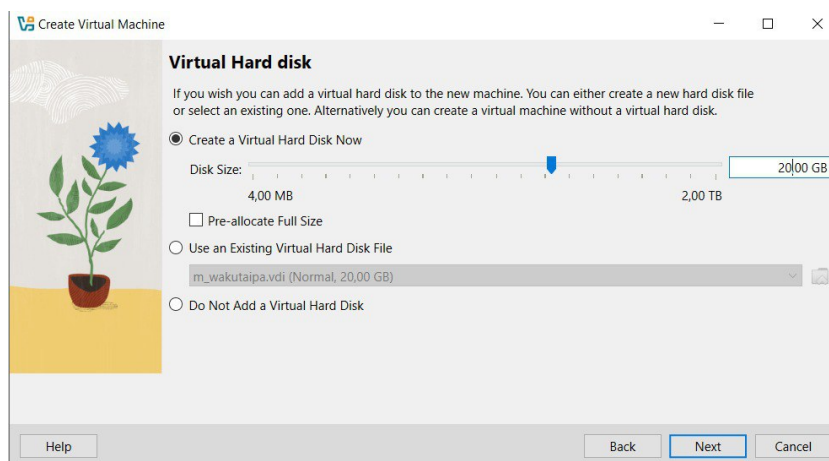 Create Virtual Machine
Virtual Hard disk
If you wish you can add a virtual hard disk to the new machine. You can either create a new hard disk file
or select an existing one. Alternatively you can create a virtual machine without a virtual hard disk.
Create a Virtual Hard Disk Now
Disk Size: 20,00 GB
4,00 MB 2,00 TB
Pre-allocate Full Size
Use an Existing Virtual Hard Disk File
m_wakutaipa.vdi (Normal, 20,00 GB)
Do Not Add a Virtual Hard Disk
Help Back Next Cancel